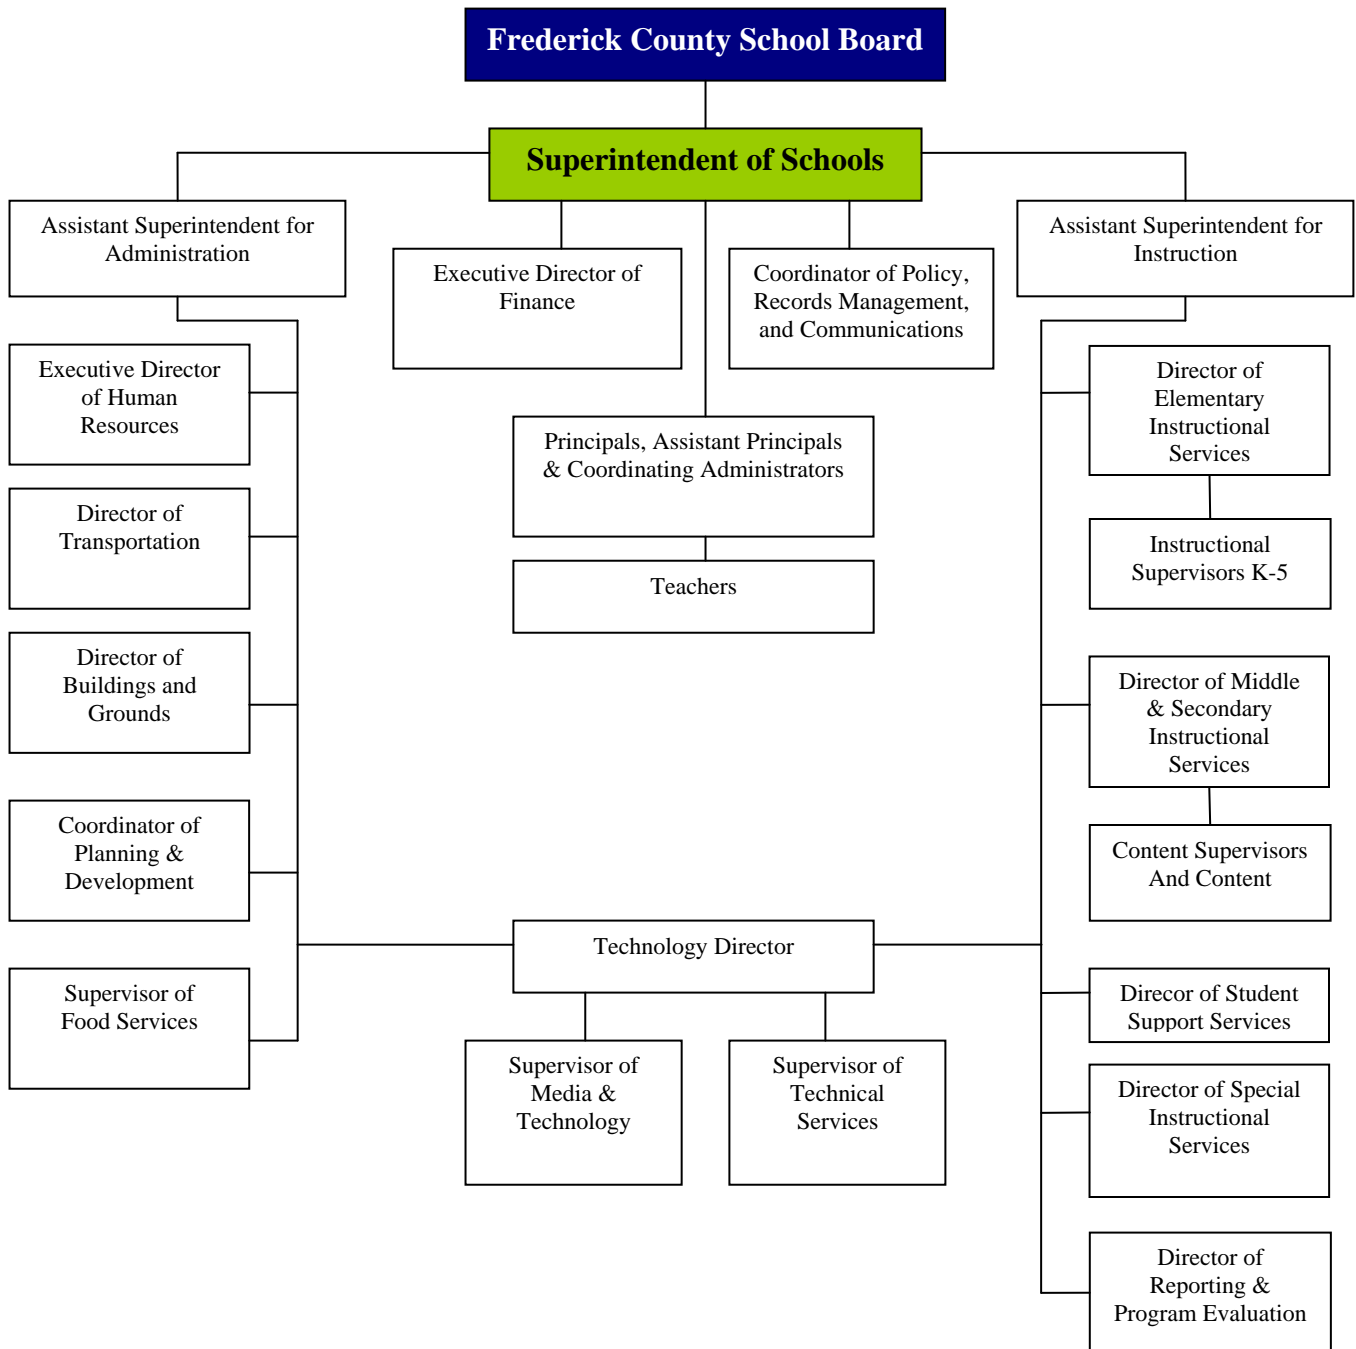 Frederick County School Board
Superintendent of Schools
Assistant Superintendent for
Administration
Executive Director of
Finance
Coordinator of Policy,
Records Management,
and Communications
Assistant Superintendent for
Instruction
Executive Director
of Human
Resources
Director of
Transportation
Director of
Buildings and
Grounds
Coordinator of
Planning &
Development
Supervisor of
Food Services
Principals, Assistant Principals
& Coordinating Administrators
Teachers
Technology Director
Supervisor of
Media &
Technology
Supervisor of
Technical
Services
Director of
Elementary
Instructional
Services
Instructional
Supervisors K-5
Director of Middle
& Secondary
Instructional
Services
Content Supervisors
And Content
Direcor of Student
Support Services
Director of Special
Instructional
Services
Director of
Reporting &
Program Evaluation